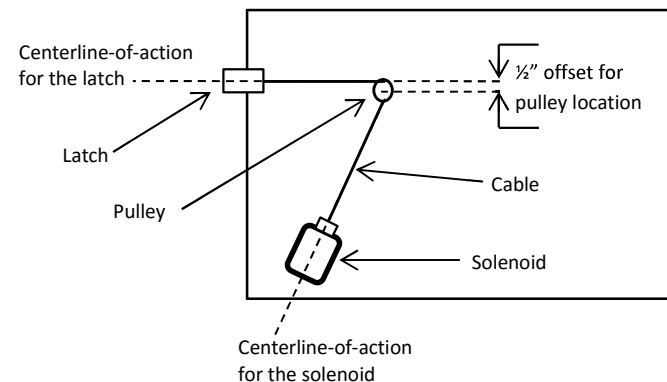 Centerline-of-action
for the latch
½” offset for
pulley location
Latch
Cable
Pulley
Solenoid
Centerline-of-action
for the solenoid